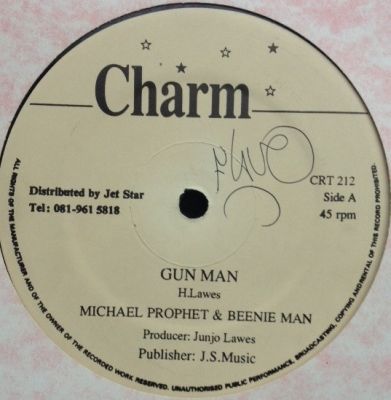 Charm
Distributed by Jet Star
Tel: 081-961 5818
CRT 212
Side A
45 rpm
GUN MAN
H.Lawes
MICHAEL PROPHET & BEENIE MAN
Producer: Junjo Lawes
Publisher: J.S.Music
ALL RIGHTS OF THE MANUFACTURER AND OF THE OWNER OF THE RECORDED WORK RESERVED. UNAUTHORISED PUBLIC PERFORMANCE, BROADCASTING, COPYING AND RENTAL OF THIS RECORD PROHIBITED.